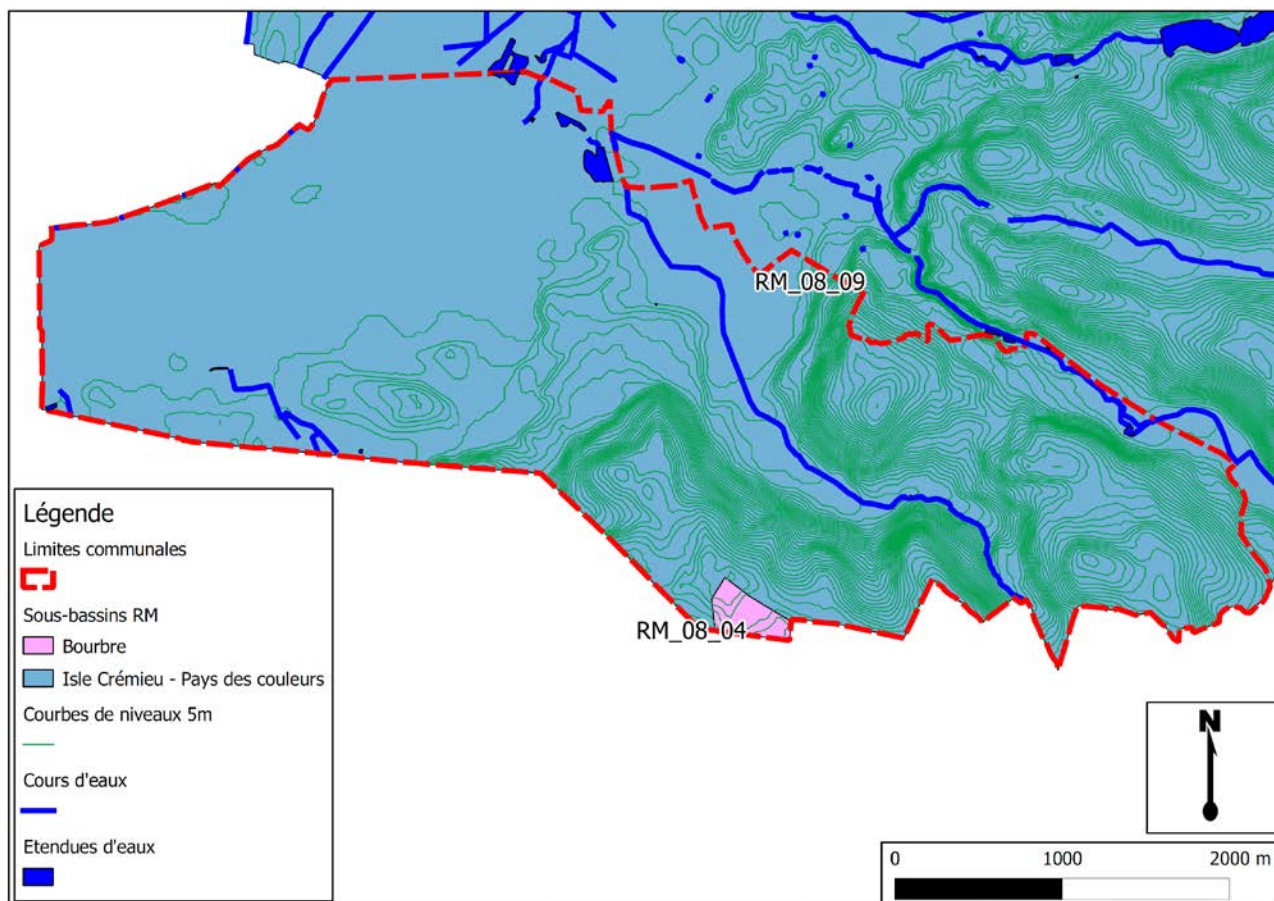 RM_08_09
RM_08_04
Légende
Limites communales
Sous-bassins RM
Bourbre
Isle Crémieu - Pays des couleurs
Courbes de niveaux 5m
Cours d'eaux
Etendues d'eaux
N
0 1000 2000 m